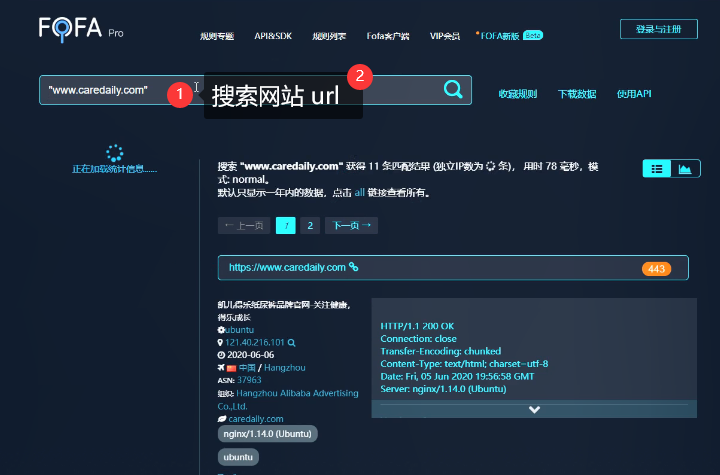 FOFA Pro
规则专题 API&SDK 规则列表 Fofa客户端 VIP会员 FOFA新版 Beta 登录与注册
"www.caredaily.com" 1 搜索网站 url 2 收藏规则 下载数据 使用API
正在加载统计信息......
搜索 "www.caredaily.com" 获得 11 条匹配结果 (独立IP数为 条)， 用时 78 毫秒，模
式: normal。
默认只显示一年内的数据，点击 all 链接查看所有。
← 上一页 1 2 下一页 →
https://www.caredaily.com 443
凯儿得乐纸尿裤品牌官网-关注健康，
得乐成长
ubuntu
121.40.216.101
2020-06-06
中国 / Hangzhou
ASN: 37963
组织: Hangzhou Alibaba Advertising
Co.,Ltd.
caredaily.com
nginx/1.14.0 (Ubuntu)
ubuntu
HTTP/1.1 200 OK
Connection: close
Transfer-Encoding: chunked
Content-Type: text/html; charset=utf-8
Date: Fri, 05 Jun 2020 19:56:58 GMT
Server: nginx/1.14.0 (Ubuntu)